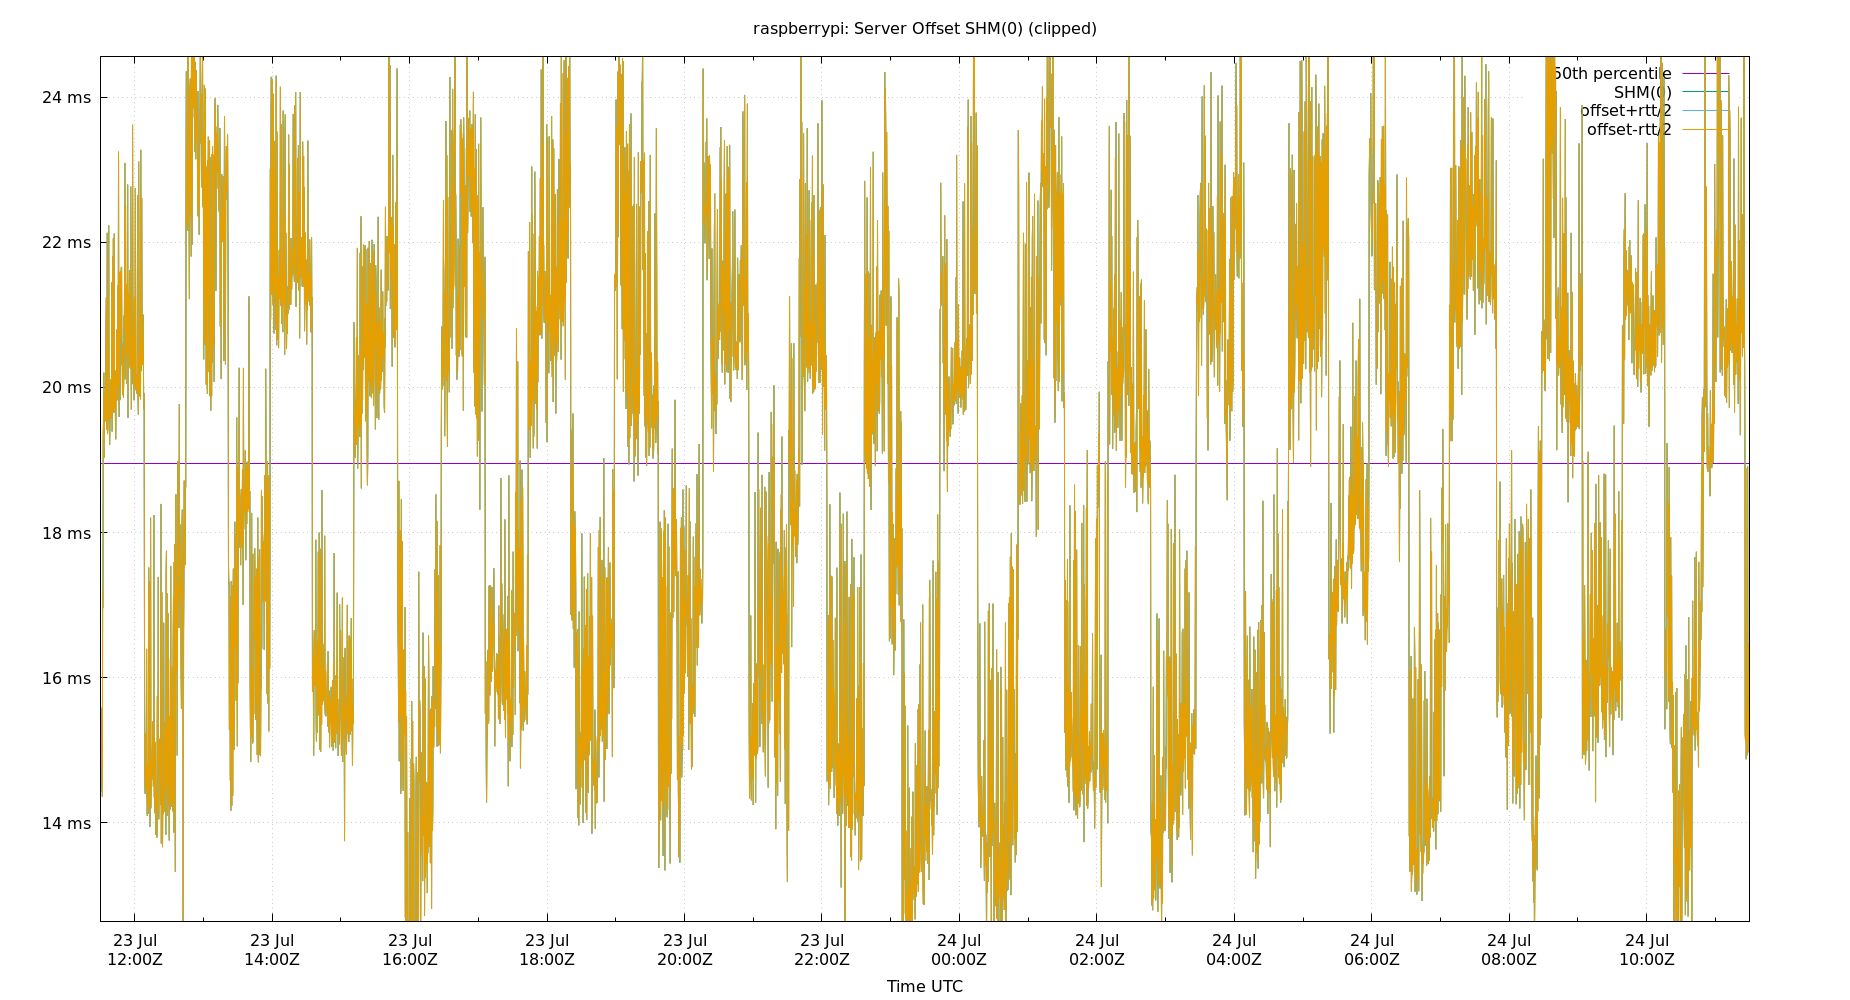 raspberrypi: Server Offset SHM(0) (clipped)
50th percentile
SHM(0)
offset+rtt/2
offset-rtt/2
24 ms
22 ms
20 ms
18 ms
16 ms
14 ms
23 Jul 23 Jul 23 Jul 23 Jul 23 Jul 23 Jul 24 Jul 24 Jul 24 Jul 24 Jul 24 Jul 24 Jul
12:00Z 14:00Z 16:00Z 18:00Z 20:00Z 22:00Z 00:00Z 02:00Z 04:00Z 06:00Z 08:00Z 10:00Z
Time UTC